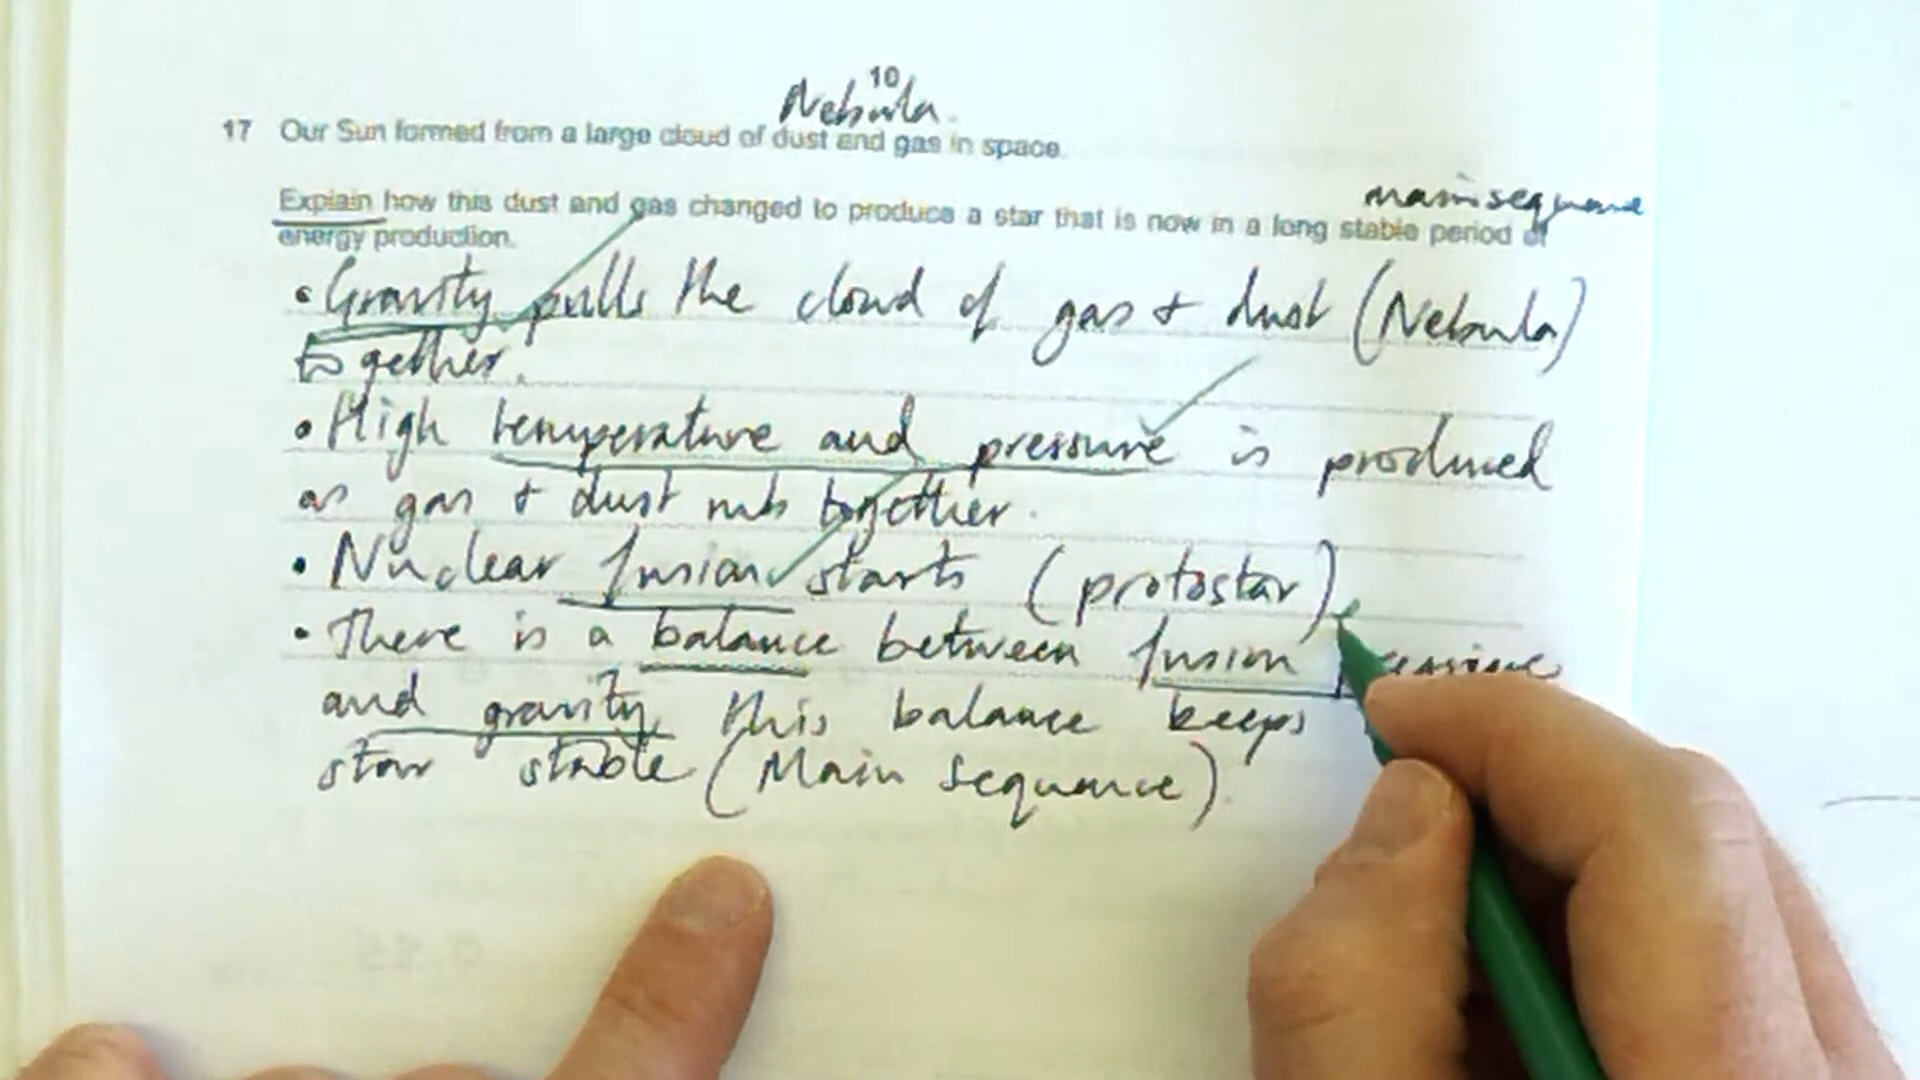 10
Nebula.
17 Our Sun formed from a large cloud of dust and gas in space.
main sequence
Explain how this dust and gas changed to produce a star that is now in a long stable period of
energy production.
• Gravity pulls the cloud of gas + dust (Nebula)
together.
• High temperature and pressure is produced
as gas + dust rub together.
• Nuclear fusion starts (protostar)
• There is a balance between fusion
and gravity this balance keeps
star stable (Main sequence).